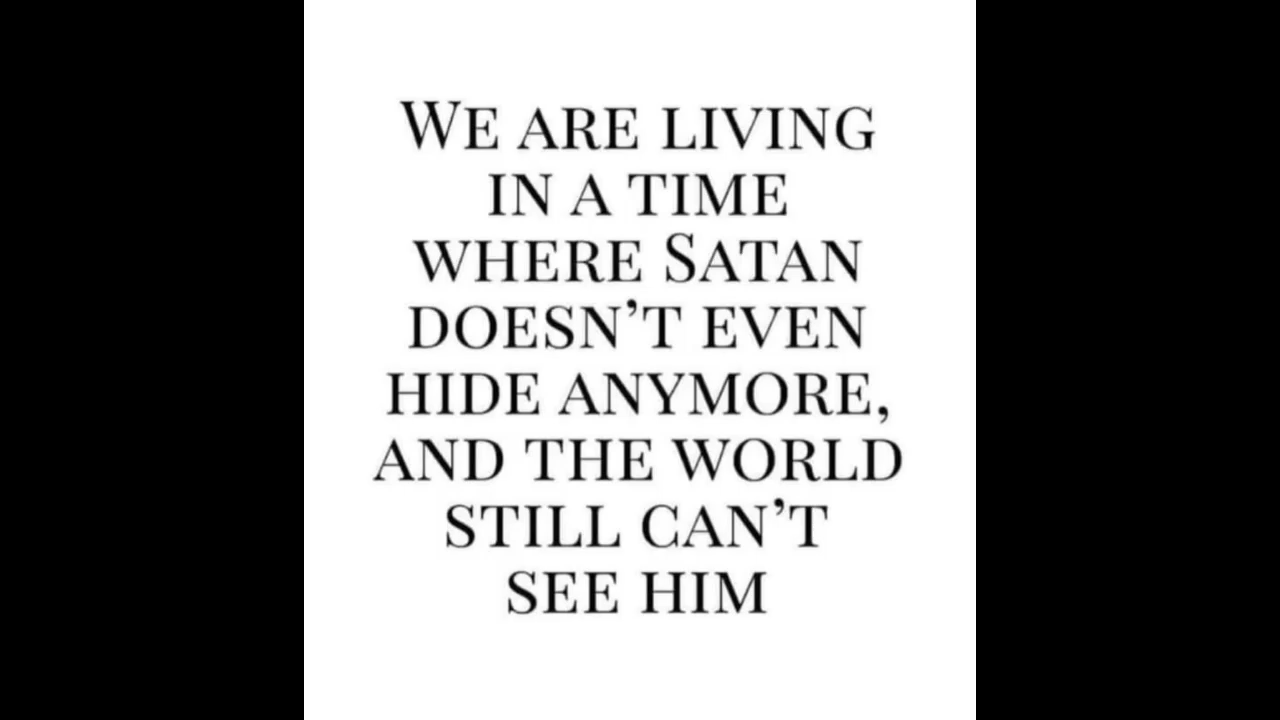 We are living
in a time
where Satan
doesn’t even
hide anymore,
and the world
still can’t
see him